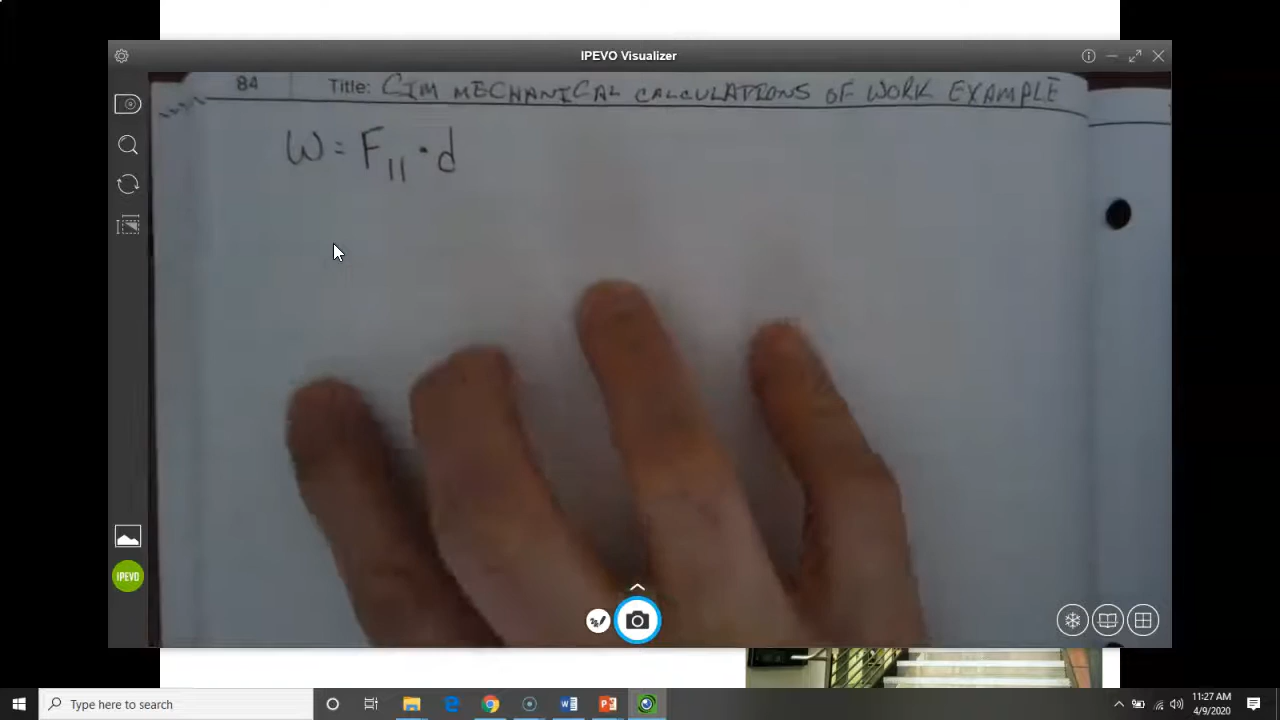 IPEVO Visualizer
84 Title: CIM MECHANICAL CALCULATIONS OF WORK EXAMPLE
W = F|| · d
IPEVO
Type here to search
11:27 AM
4/9/2020